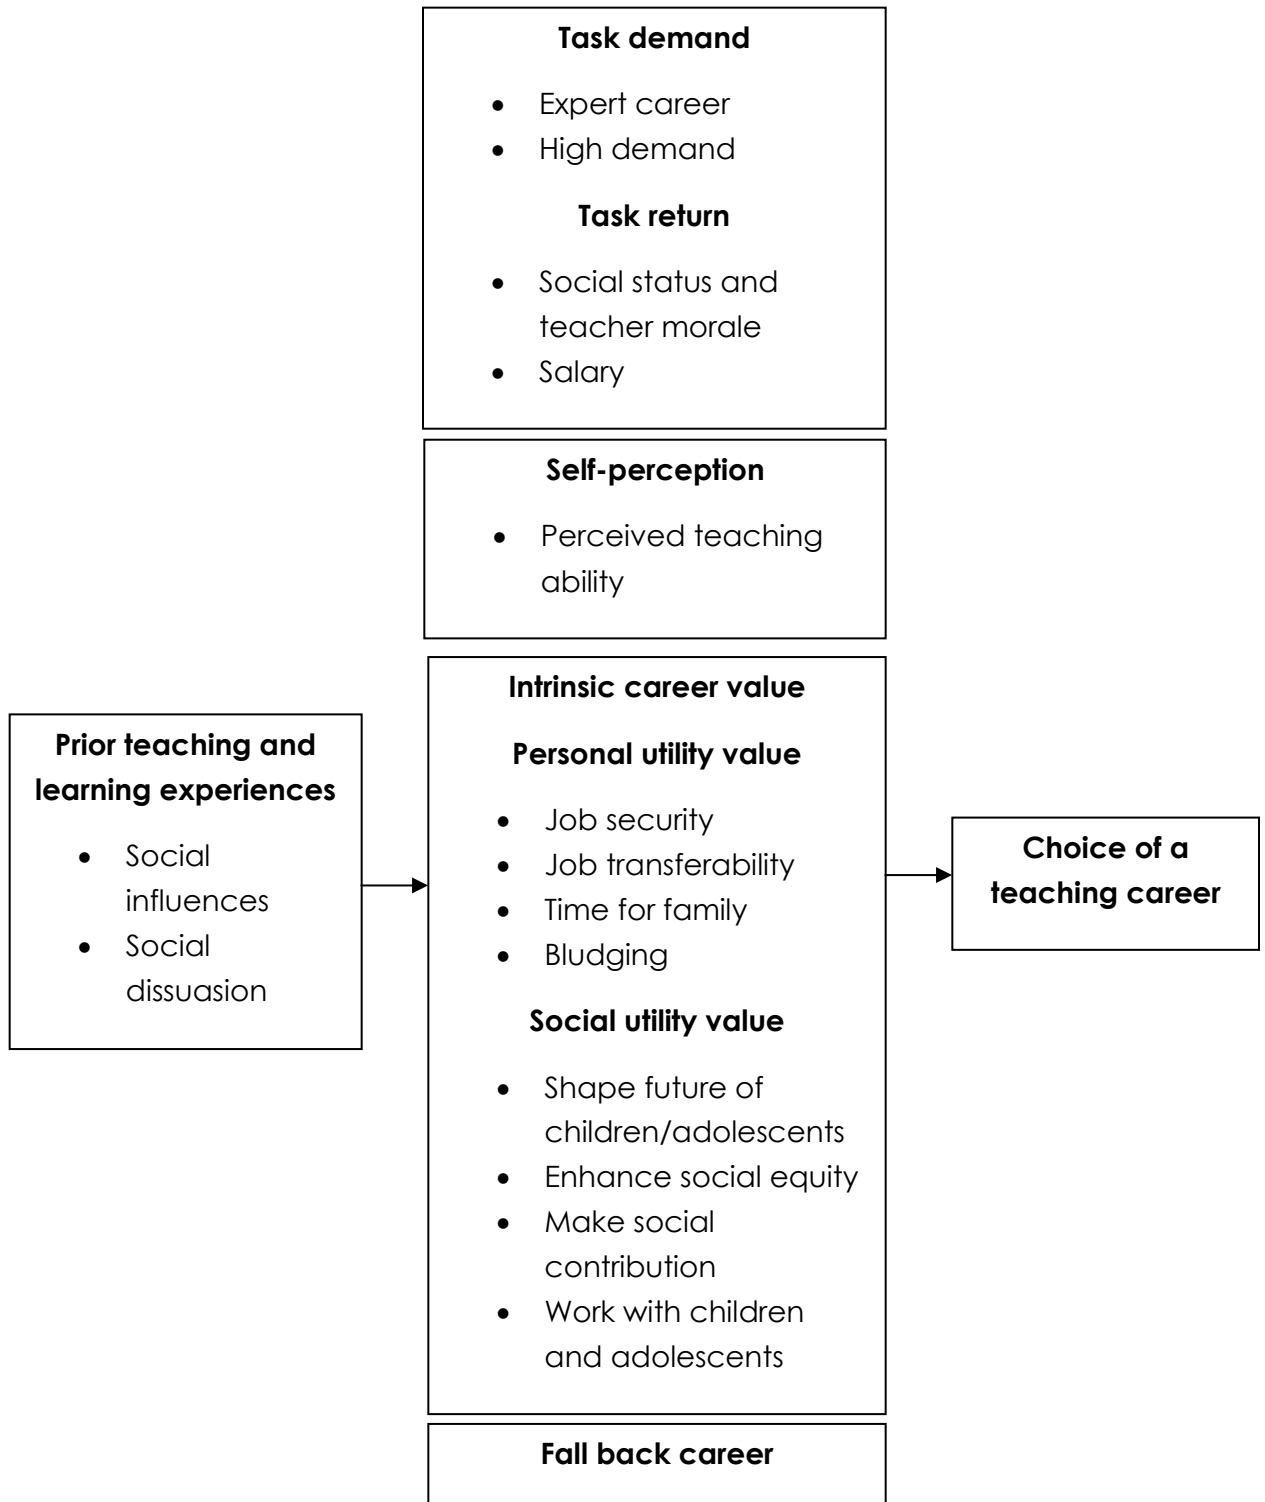 Task demand
• Expert career
• High demand
Task return
• Social status and
teacher morale
• Salary
Self-perception
• Perceived teaching
ability
Prior teaching and
learning experiences
• Social
influences
• Social
dissuasion
Intrinsic career value
Personal utility value
• Job security
• Job transferability
• Time for family
• Bludging
Social utility value
• Shape future of
children/adolescents
• Enhance social equity
• Make social
contribution
• Work with children
and adolescents
Fall back career
Choice of a
teaching career